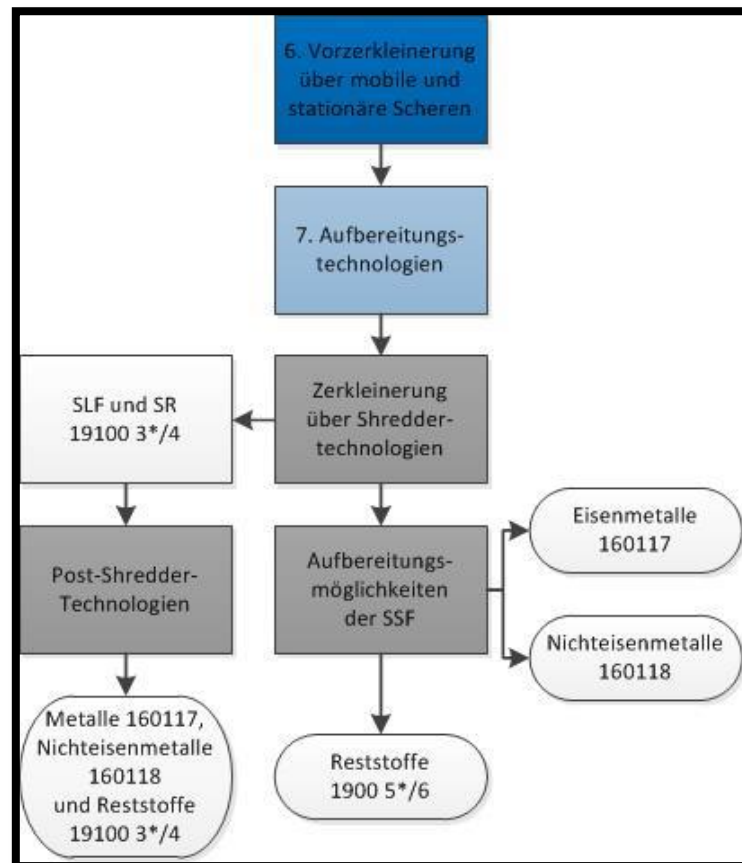 6. Vorzerkleinerung
über mobile und
stationäre Scheren
7. Aufbereitungs-
technologien
Zerkleinerung
über Shredder-
technologien
SLF und SR
19100 3*/4
Post-Shredder-
Technologien
Aufbereitungs-
möglichkeiten
der SSF
Eisenmetalle
160117
Nichteisenmetalle
160118
Metalle 160117,
Nichteisenmetalle
160118
und Reststoffe
19100 3*/4
Reststoffe
1900 5*/6